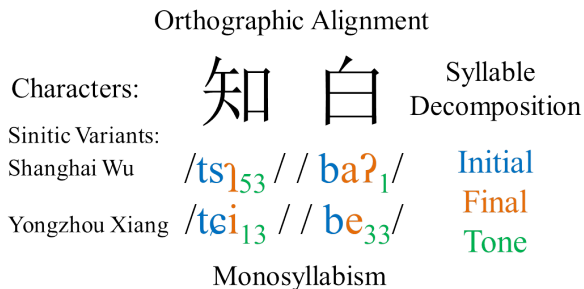 Orthographic Alignment
Characters: 知 白
Syllable
Decomposition
Sinitic Variants:
Shanghai Wu /tsʅ53 / / baʔ1/
Initial
Final
Yongzhou Xiang /tɕi13 / / be33/
Tone
Monosyllabism